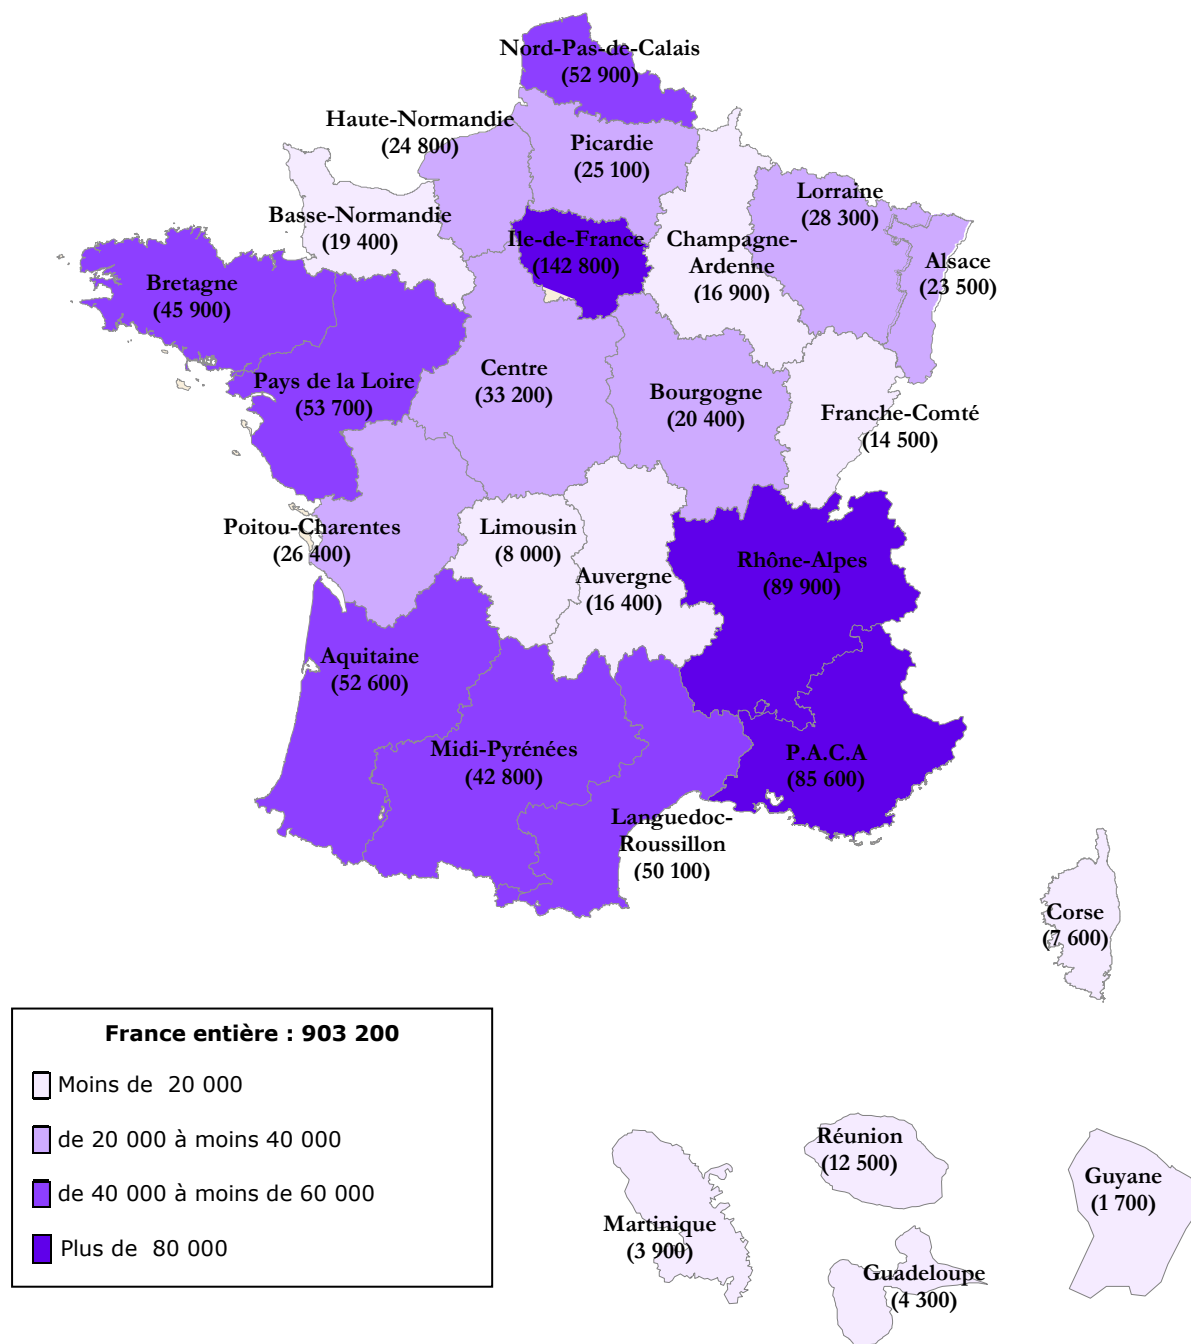 Nord-Pas-de-Calais
(52 900)
Haute-Normandie
(24 800)
Picardie
(25 100)
Lorraine
(28 300)
Basse-Normandie
(19 400)
Ile-de-France
(142 800)
Champagne-
Ardenne
(16 900)
Alsace
(23 500)
Bretagne
(45 900)
Pays de la Loire
(53 700)
Centre
(33 200)
Bourgogne
(20 400)
Franche-Comté
(14 500)
Poitou-Charentes
(26 400)
Limousin
(8 000)
Auvergne
(16 400)
Rhône-Alpes
(89 900)
Aquitaine
(52 600)
Midi-Pyrénées
(42 800)
P.A.C.A
(85 600)
Languedoc-
Roussillon
(50 100)
Corse
(7 600)
France entière : 903 200
Moins de 20 000
de 20 000 à moins 40 000
de 40 000 à moins de 60 000
Plus de 80 000
Réunion
(12 500)
Guyane
(1 700)
Martinique
(3 900)
Guadeloupe
(4 300)